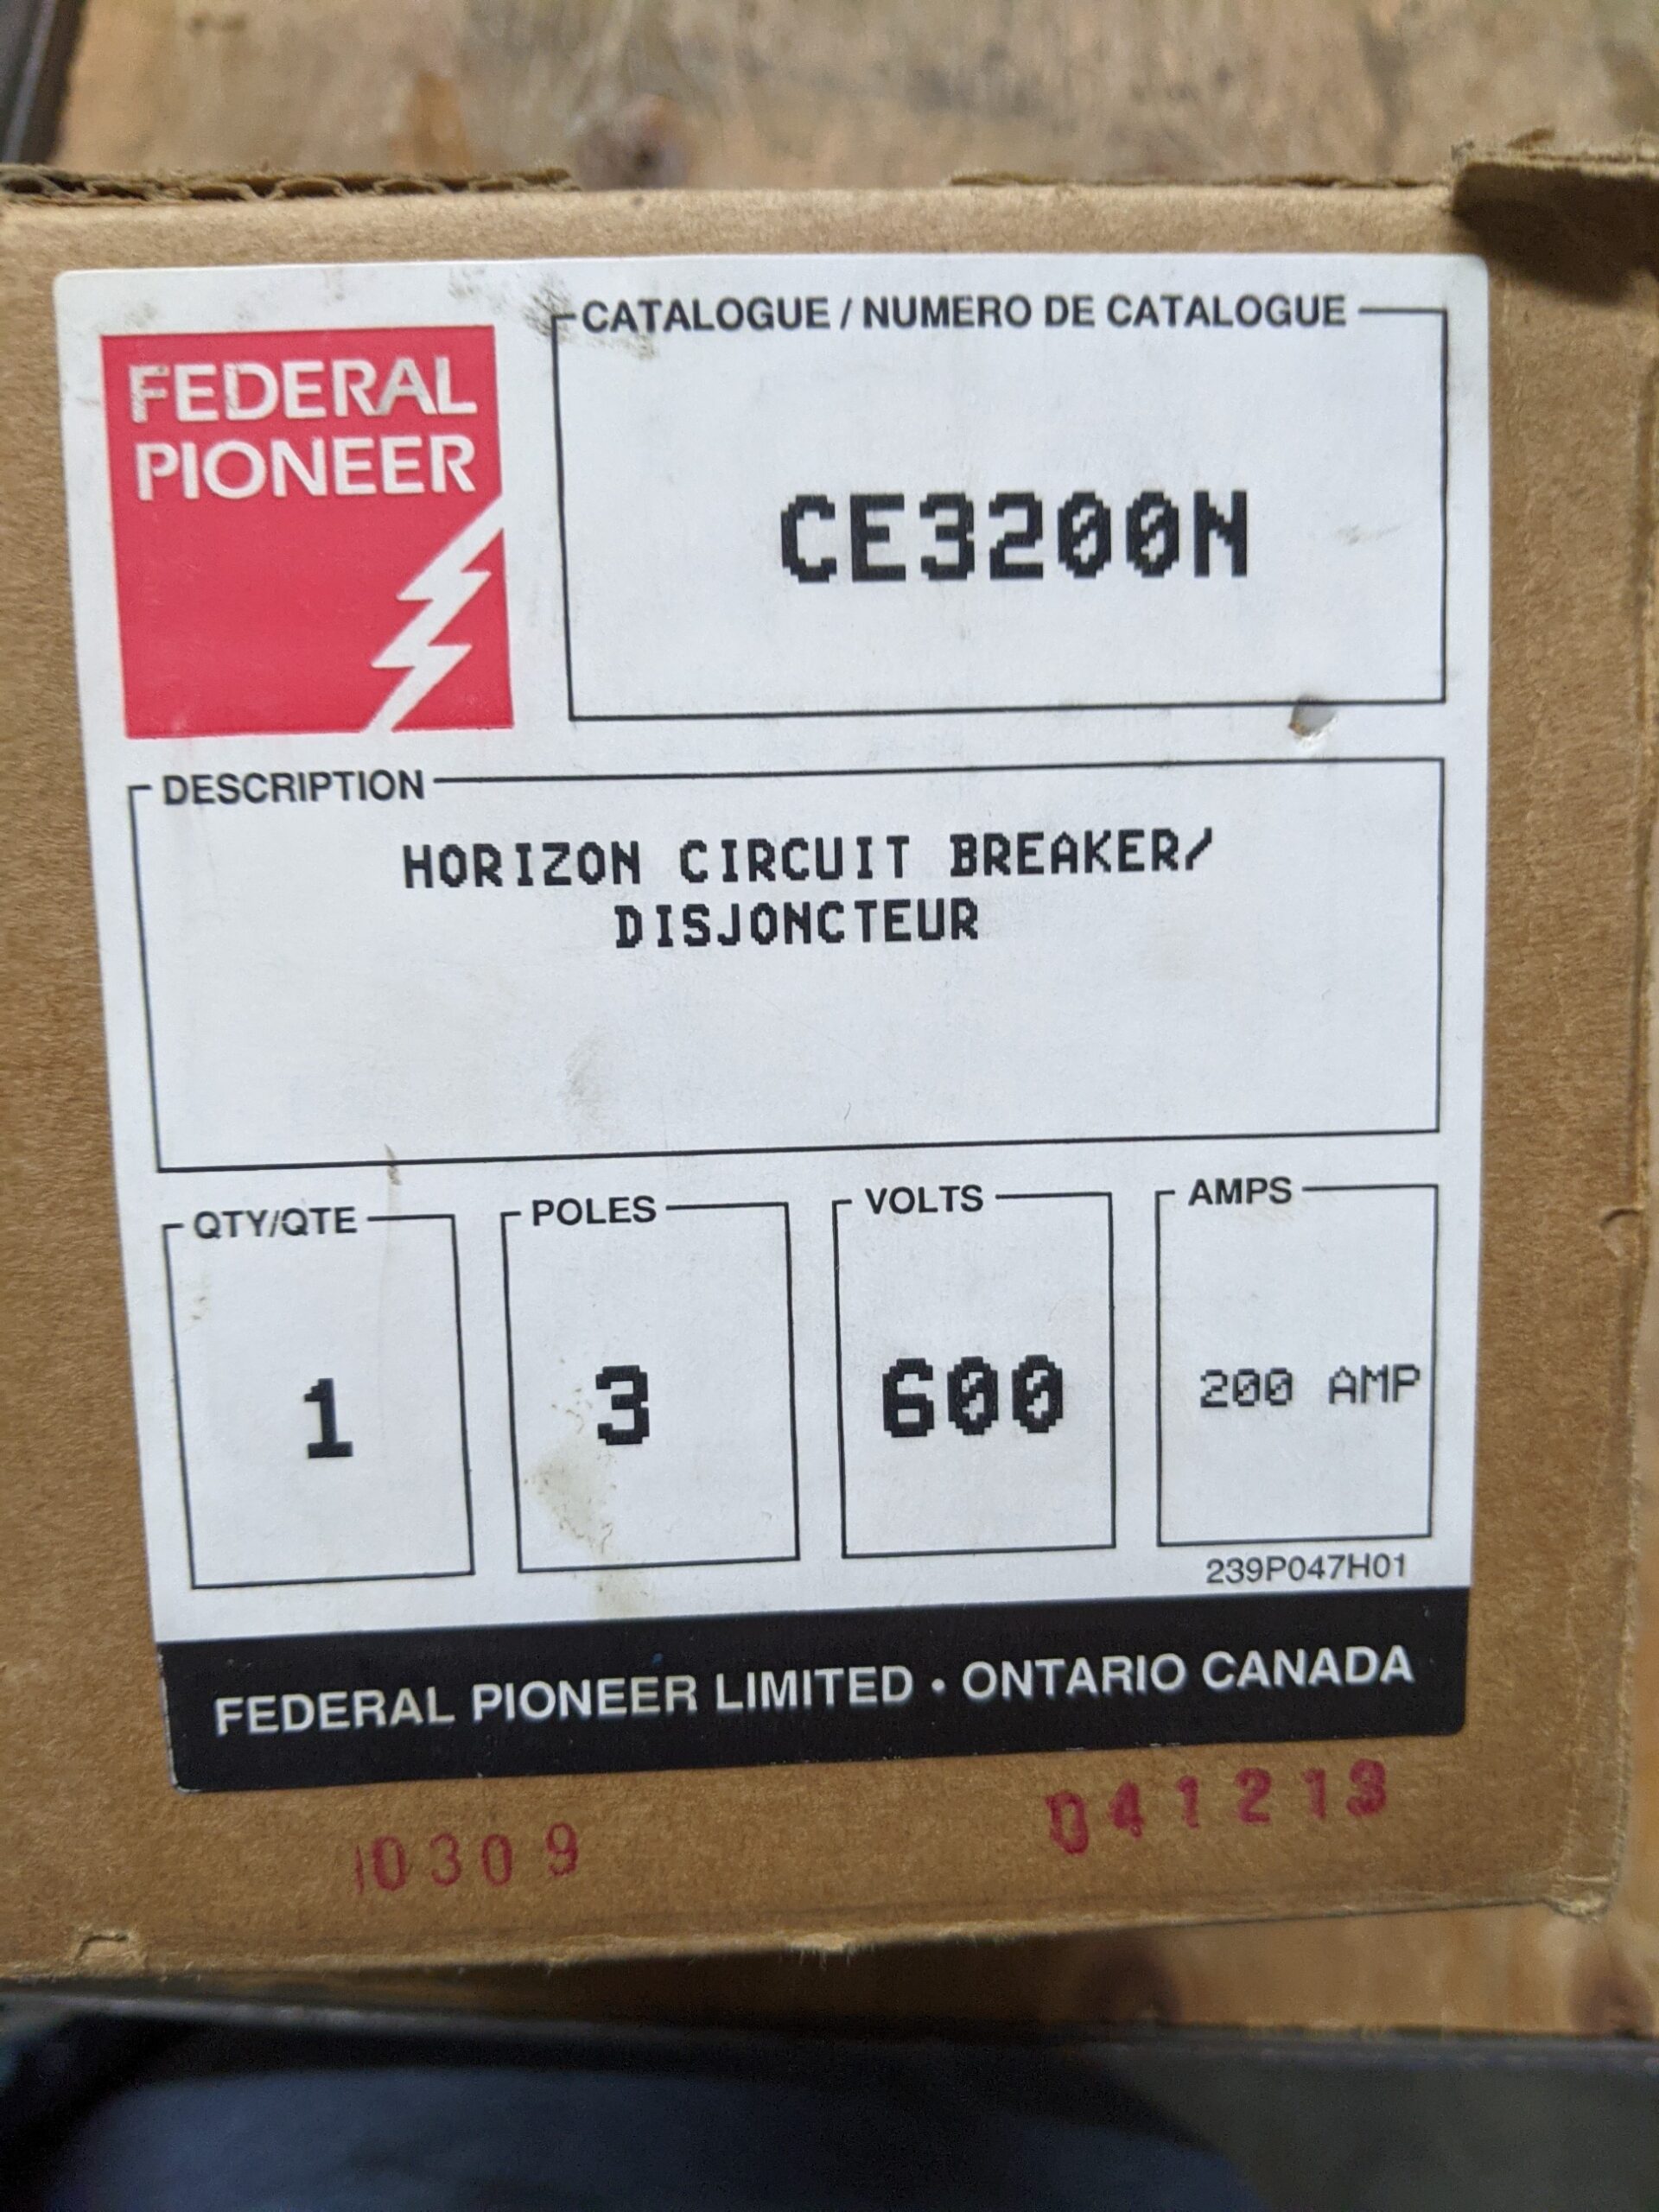 FEDERAL
PIONEER
CATALOGUE / NUMERO DE CATALOGUE
CE3200N
DESCRIPTION
HORIZON CIRCUIT BREAKER/
DISJONCTEUR
QTY/QTE
1
POLES
3
VOLTS
600
AMPS
200 AMP
239P047H01
FEDERAL PIONEER LIMITED • ONTARIO CANADA
10309
041213